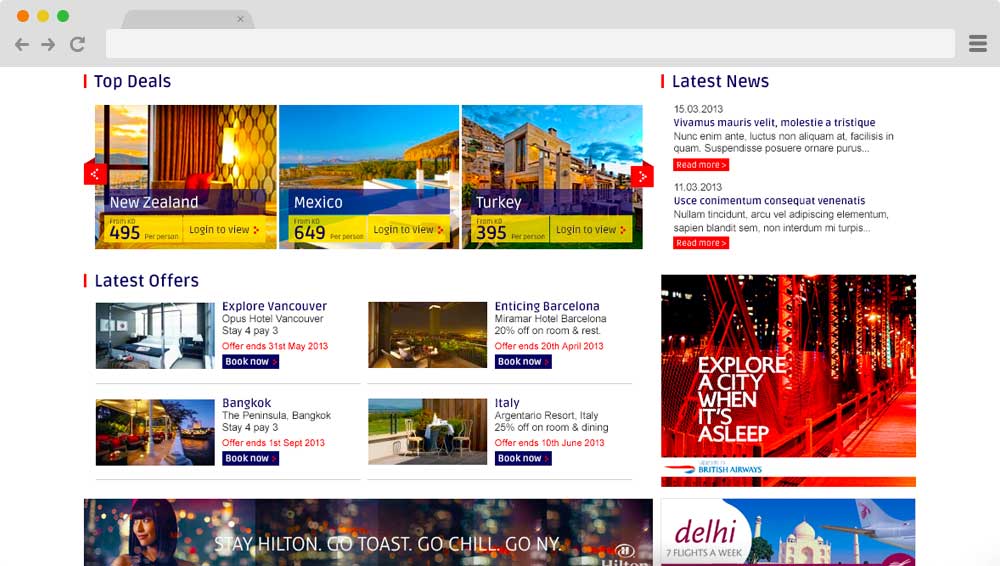 Top Deals
New Zealand
From KD
495 Per person
Login to view
Mexico
From KD
649 Per person
Login to view
Turkey
From KD
395 Per person
Login to view
Latest Offers
Explore Vancouver
Opus Hotel Vancouver
Stay 4 pay 3
Offer ends 31st May 2013
Book now
Enticing Barcelona
Miramar Hotel Barcelona
20% off on room & rest.
Offer ends 20th April 2013
Book now
Bangkok
The Peninsula, Bangkok
Stay 4 pay 3
Offer ends 1st Sept 2013
Book now
Italy
Argentario Resort, Italy
25% off on room & dining
Offer ends 10th June 2013
Book now
STAY HILTON. GO TOAST. GO CHILL. GO NY.
Hilton
Latest News
15.03.2013
Vivamus mauris velit, molestie a tristique
Nunc enim ante, luctus non aliquam at, facilisis in
quam. Suspendisse posuere ornare purus...
Read more >
11.03.2013
Usce conimentum consequat venenatis
Nullam tincidunt, arcu vel adipiscing elementum,
sapien blandit sem, non interdum mi turpis...
Read more >
EXPLORE
A CITY
WHEN
IT'S
ASLEEP
BRITISH AIRWAYS
delhi
7 FLIGHTS A WEEK